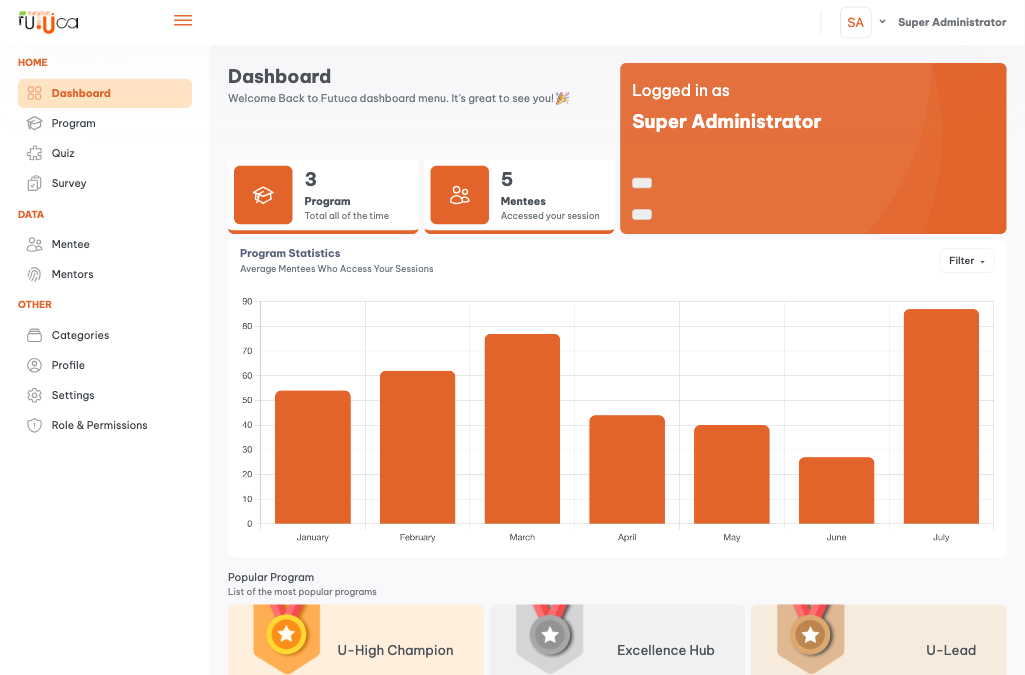 fu:uca
SA
Super Administrator
HOME
Dashboard
Program
Quiz
Survey
DATA
Mentee
Mentors
OTHER
Categories
Profile
Settings
Role & Permissions
Dashboard
Welcome Back to Futuca dashboard menu. It's great to see you! 🎉
Logged in as
Super Administrator
3
Program
Total all of the time
5
Mentees
Accessed your session
Program Statistics
Average Mentees Who Access Your Sessions
Filter
90
80
70
60
50
40
30
20
10
0
January February March April May June July
Popular Program
List of the most popular programs
U-High Champion
Excellence Hub
U-Lead